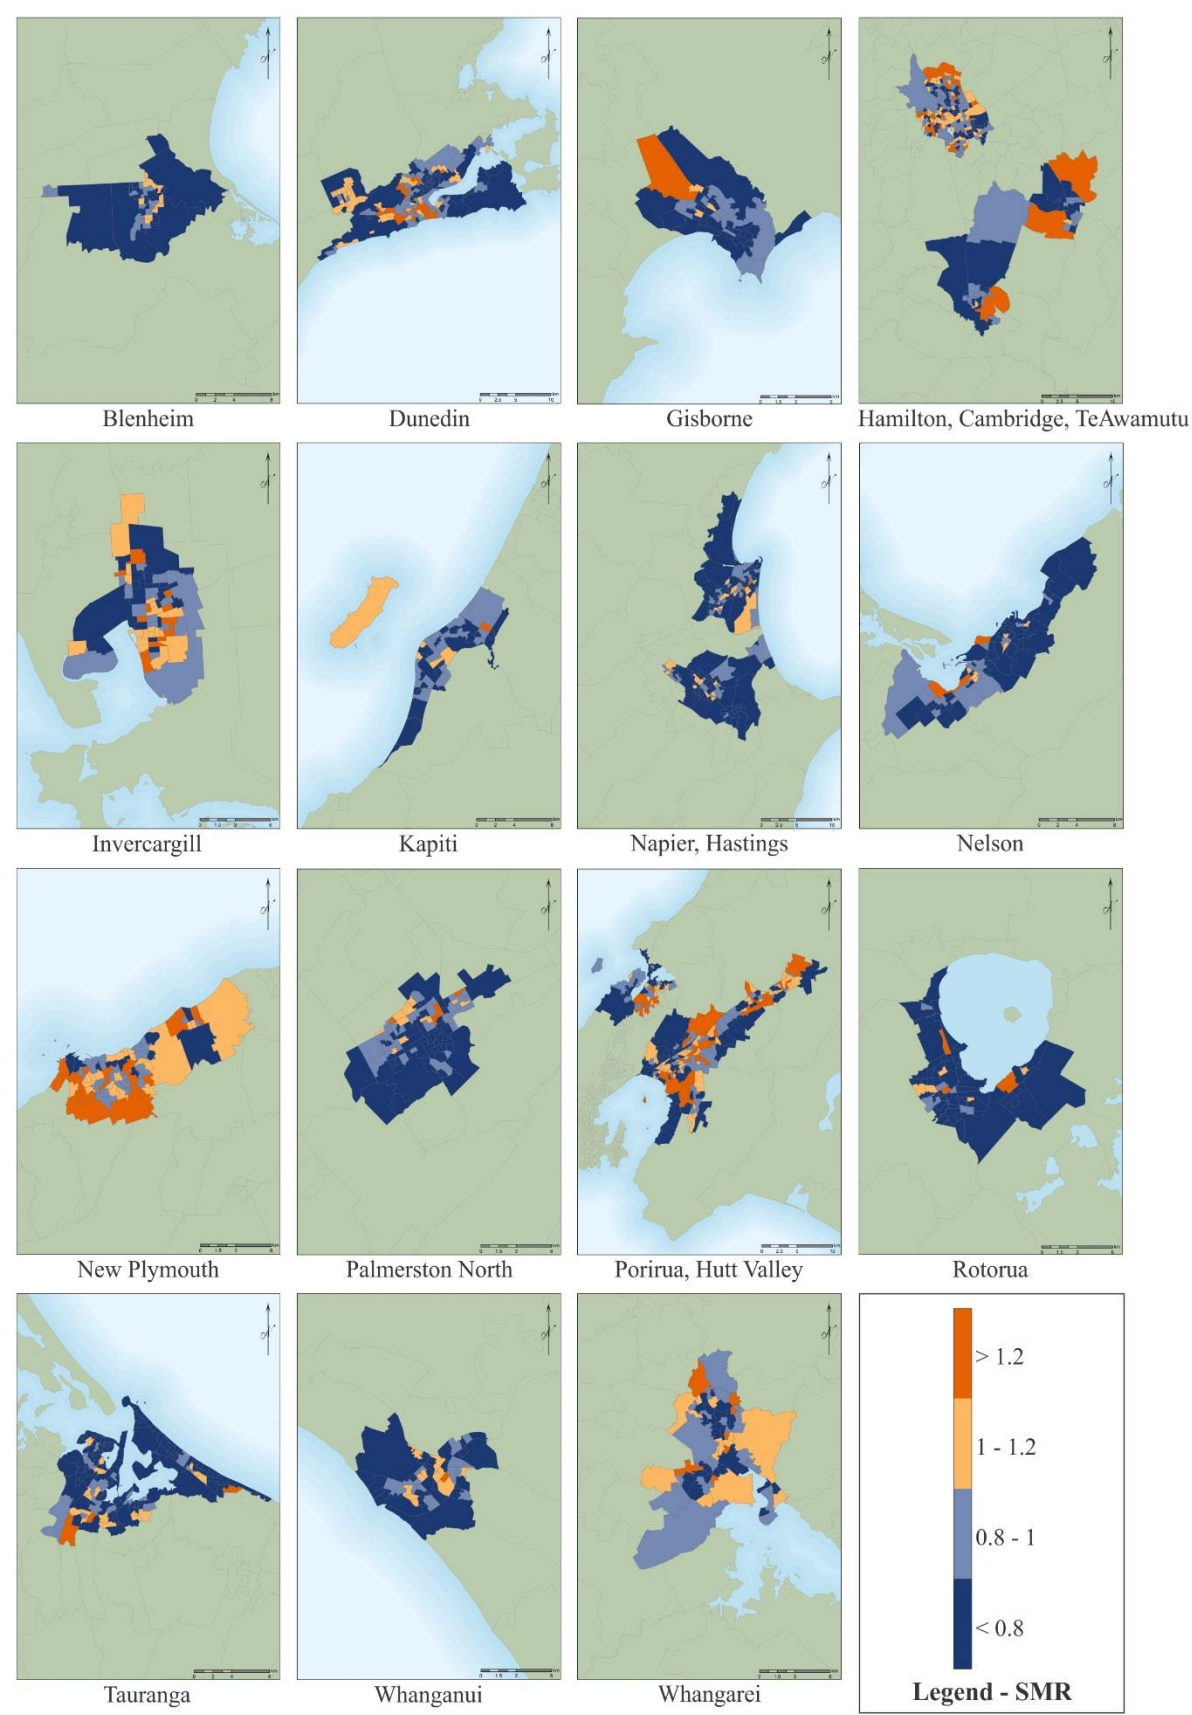 Blenheim
Dunedin
Gisborne
Hamilton, Cambridge, TeAwamutu
Invercargill
Kapiti
Napier, Hastings
Nelson
New Plymouth
Palmerston North
Porirua, Hutt Valley
Rotorua
Tauranga
Whanganui
Whangarei
> 1.2
1 - 1.2
0.8 - 1
< 0.8
Legend - SMR